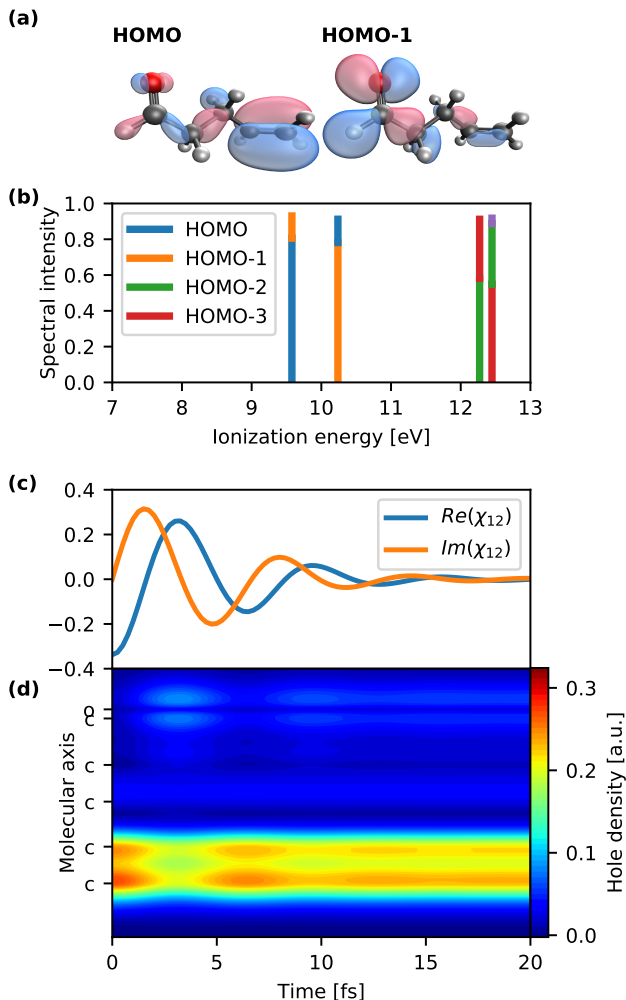 (a)
HOMO HOMO-1
(b)
Spectral intensity
1.0
0.8
0.6
0.4
0.2
0.0
HOMO
HOMO-1
HOMO-2
HOMO-3
7 8 9 10 11 12 13
Ionization energy [eV]
(c)
0.4
0.2
0.0
−0.2
−0.4
Re(χ12)
Im(χ12)
(d)
Molecular axis
O
C
C
C
C
C
0 5 10 15 20
Time [fs]
0.3
0.2
0.1
0.0
Hole density [a.u.]